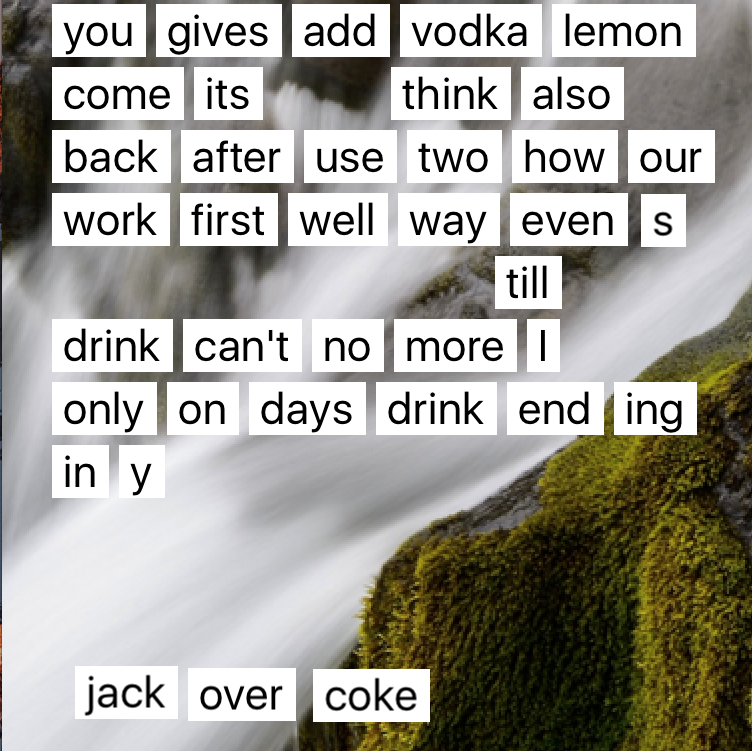 you gives add vodka lemon
come its think also
back after use two how our
work first well way even s
till
drink can't no more I
only on days drink end ing
in y
jack over coke